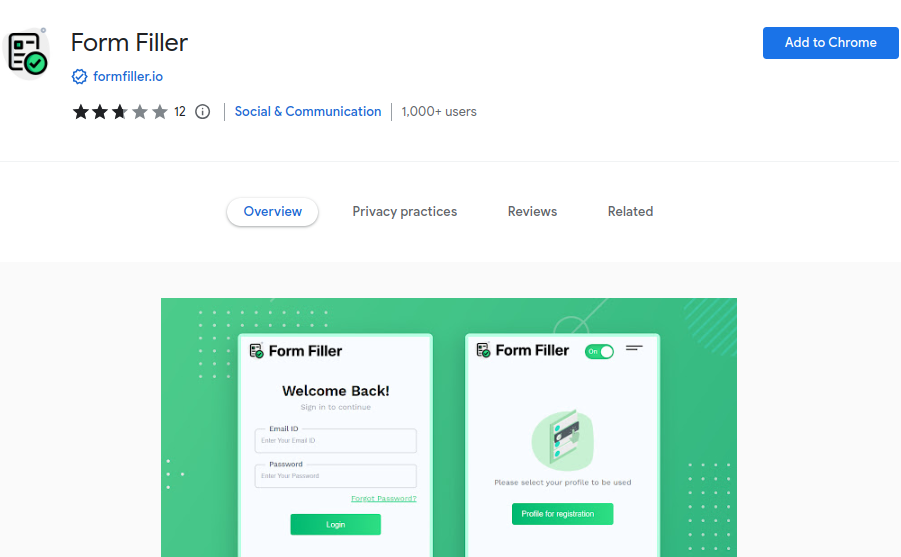 Form Filler
Add to Chrome
formfiller.io
12 Social & Communication 1,000+ users
Overview Privacy practices Reviews Related
Form Filler
Welcome Back!
Sign in to continue
Email ID
Enter Your Email ID
Password
Enter Your Password
Forgot Password?
Login
Form Filler On
Please select your profile to be used
Profile for registration